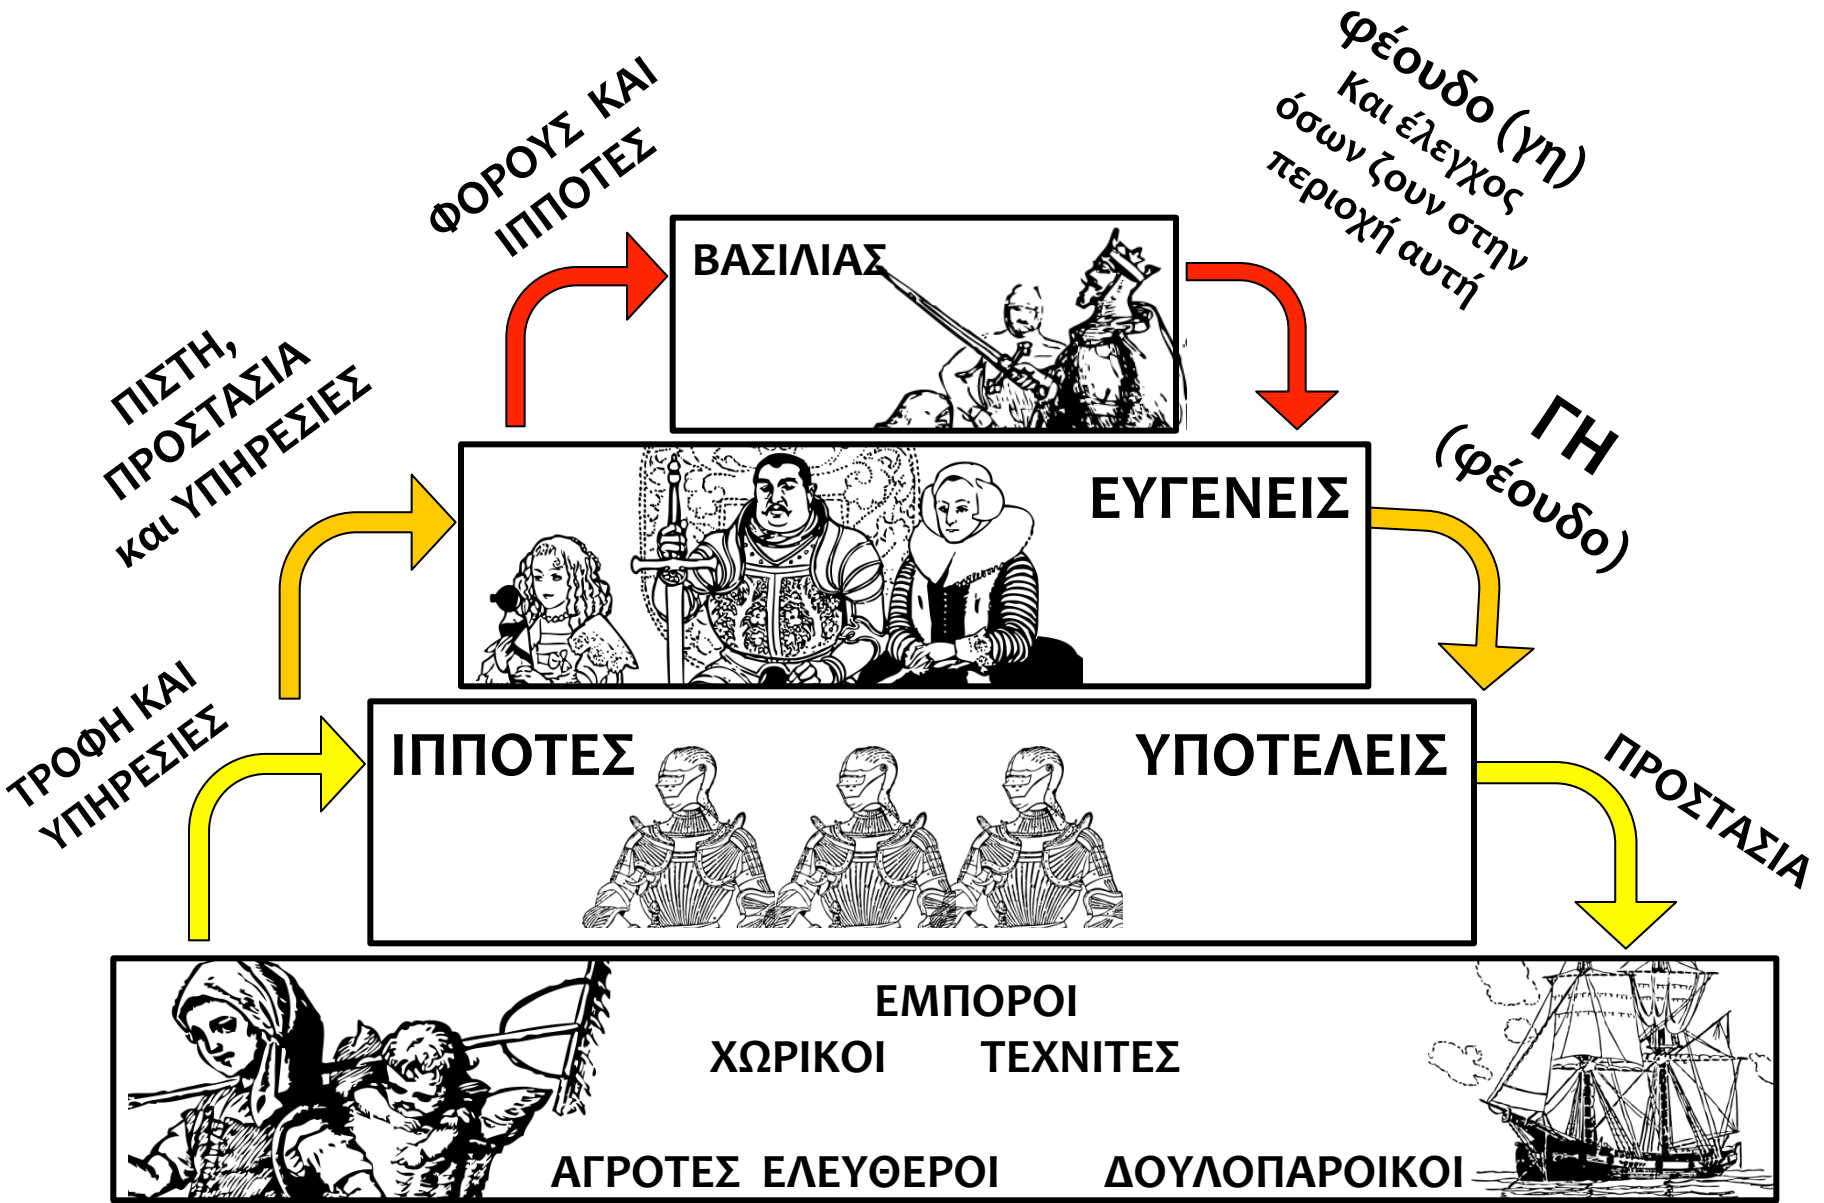 ΦΟΡΟΥΣ ΚΑΙ
ΙΠΠΟΤΕΣ
φέουδο (γη)
Και έλεγχος
όσων ζουν στην
περιοχή αυτή
ΒΑΣΙΛΙΑΣ
ΠΙΣΤΗ,
ΠΡΟΣΤΑΣΙΑ
και ΥΠΗΡΕΣΙΕΣ
ΕΥΓΕΝΕΙΣ
ΓΗ
(φέουδο)
ΤΡΟΦΗ ΚΑΙ
ΥΠΗΡΕΣΙΕΣ
ΙΠΠΟΤΕΣ ΥΠΟΤΕΛΕΙΣ
ΠΡΟΣΤΑΣΙΑ
ΕΜΠΟΡΟΙ
ΧΩΡΙΚΟΙ ΤΕΧΝΙΤΕΣ
ΑΓΡΟΤΕΣ ΕΛΕΥΘΕΡΟΙ ΔΟΥΛΟΠΑΡΟΙΚΟΙ